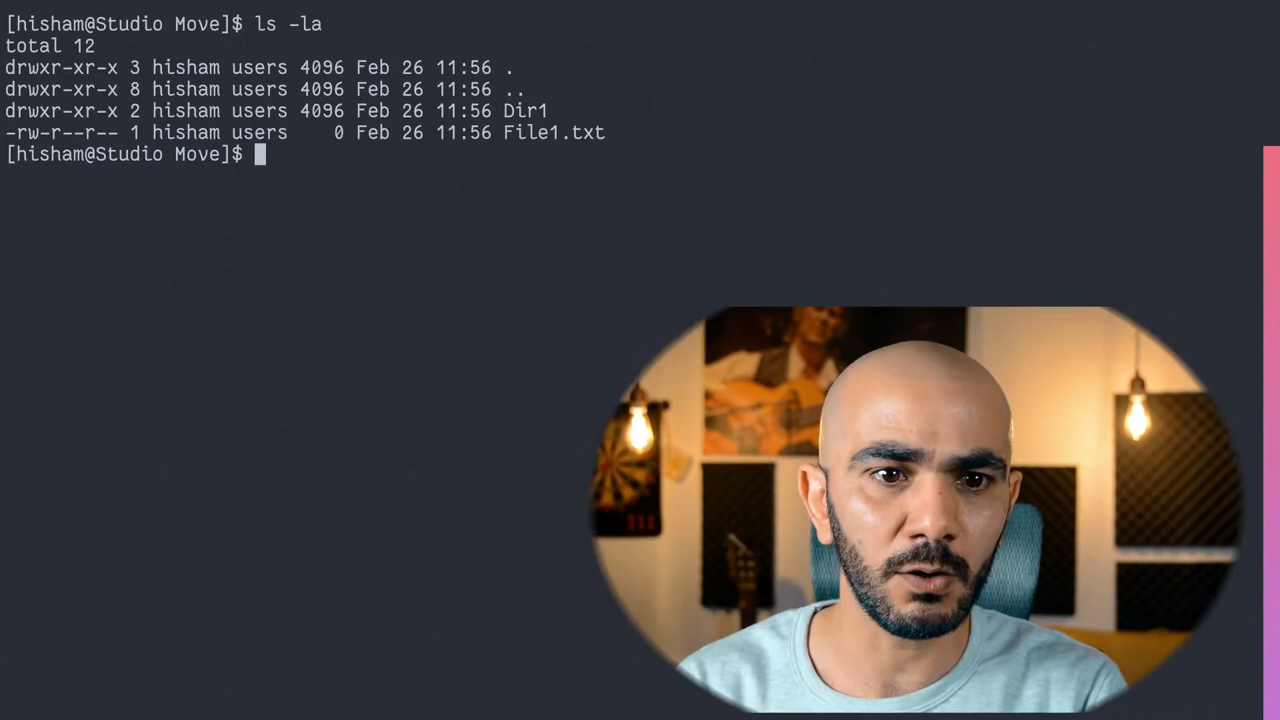 [hisham@Studio Move]$ ls -la
total 12
drwxr-xr-x 3 hisham users 4096 Feb 26 11:56 .
drwxr-xr-x 8 hisham users 4096 Feb 26 11:56 ..
drwxr-xr-x 2 hisham users 4096 Feb 26 11:56 Dir1
-rw-r--r-- 1 hisham users    0 Feb 26 11:56 File1.txt
[hisham@Studio Move]$